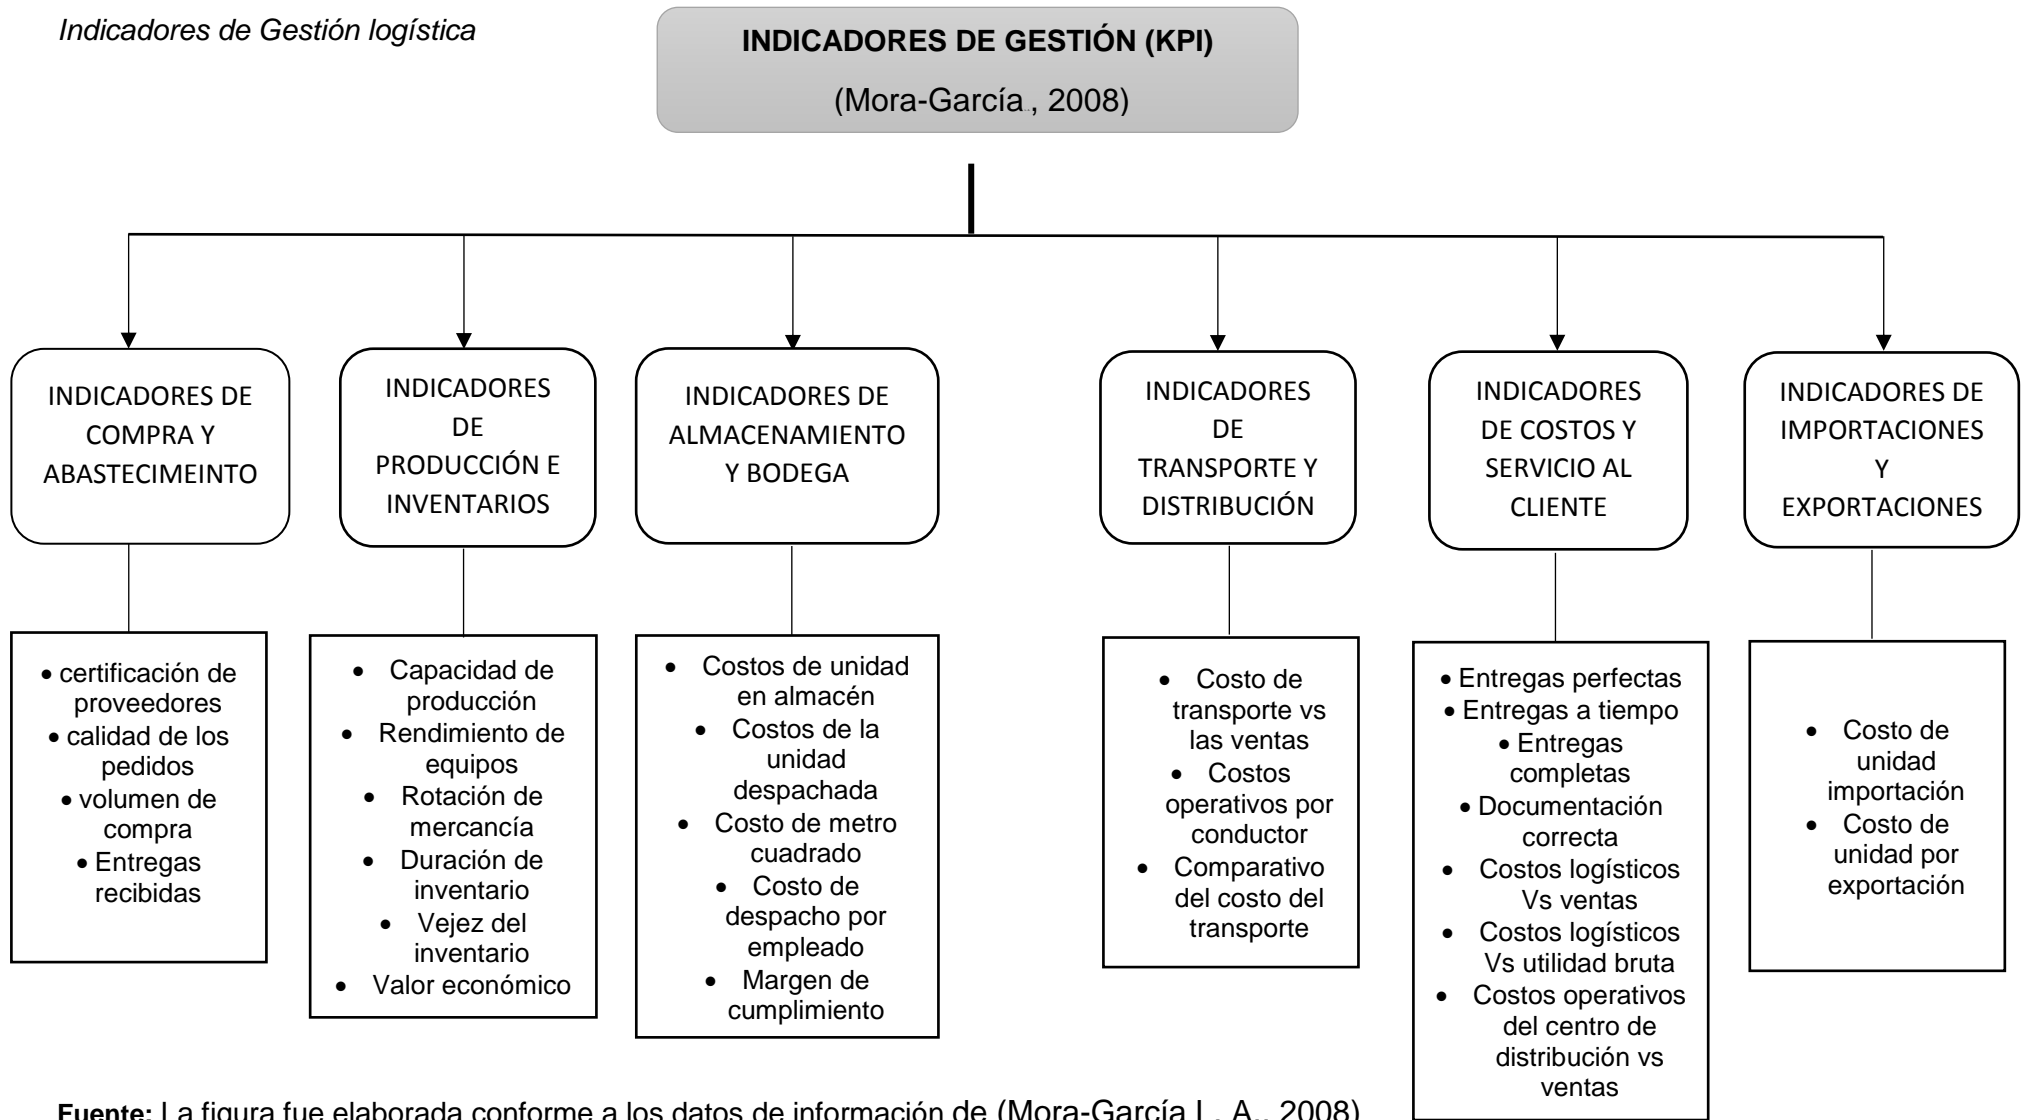 Indicadores de Gestión logística
INDICADORES DE GESTIÓN (KPI)
(Mora-García., 2008)
INDICADORES DE
COMPRA Y
ABASTECIMEINTO
INDICADORES
DE
PRODUCCIÓN E
INVENTARIOS
INDICADORES DE
ALMACENAMIENTO
Y BODEGA
INDICADORES
DE
TRANSPORTE Y
DISTRIBUCIÓN
INDICADORES
DE COSTOS Y
SERVICIO AL
CLIENTE
INDICADORES DE
IMPORTACIONES
Y
EXPORTACIONES
• certificación de
proveedores
• calidad de los
pedidos
• volumen de
compra
• Entregas
recibidas
• Capacidad de
producción
• Rendimiento de
equipos
• Rotación de
mercancía
• Duración de
inventario
• Vejez del
inventario
• Valor económico
• Costos de unidad
en almacén
• Costos de la
unidad
despachada
• Costo de metro
cuadrado
• Costo de
despacho por
empleado
• Margen de
cumplimiento
• Costo de
transporte vs
las ventas
• Costos
operativos por
conductor
• Comparativo
del costo del
transporte
• Entregas perfectas
• Entregas a tiempo
• Entregas
completas
• Documentación
correcta
• Costos logísticos
Vs ventas
• Costos logísticos
Vs utilidad bruta
• Costos operativos
del centro de
distribución vs
ventas
• Costo de
unidad
importación
• Costo de
unidad por
exportación
Fuente: La figura fue elaborada conforme a los datos de información de (Mora-García L. A., 2008)